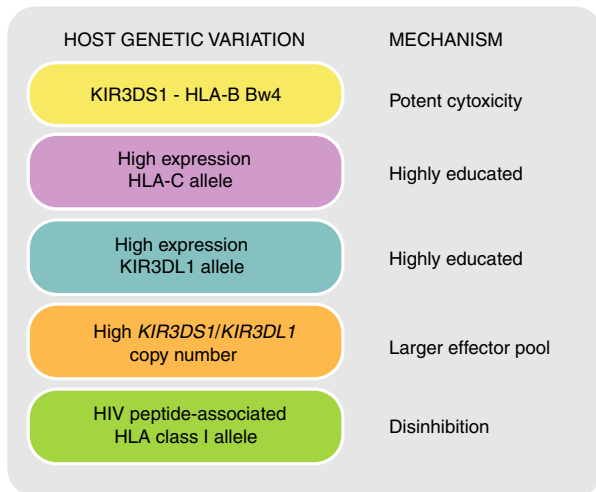 HOST GENETIC VARIATION MECHANISM
KIR3DS1 - HLA-B Bw4 Potent cytoxicity
High expression
HLA-C allele
Highly educated
High expression
KIR3DL1 allele
Highly educated
High KIR3DS1/KIR3DL1
copy number
Larger effector pool
HIV peptide-associated
HLA class I allele
Disinhibition